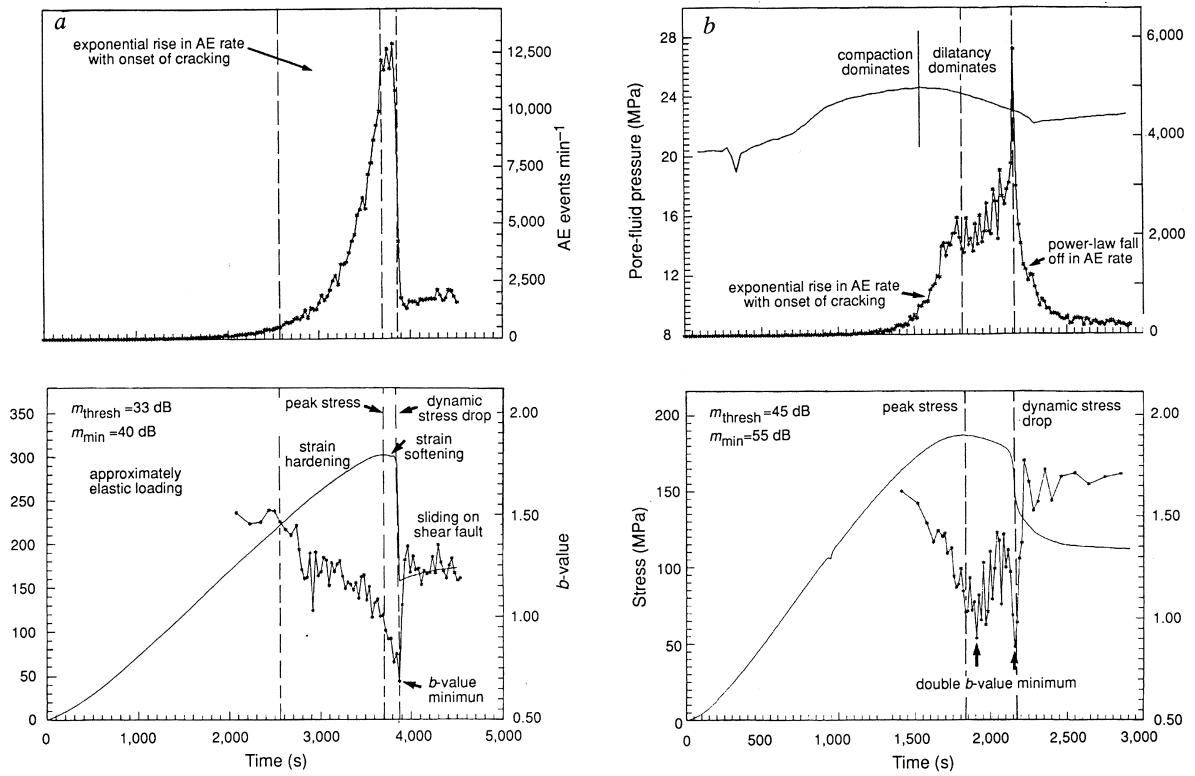 a
exponential rise in AE rate
with onset of cracking
12,500
10,000
7,500
5,000
2,500
0
AE events min−1
b
28
24
20
16
12
8
Pore-fluid pressure (MPa)
compaction
dominates
dilatancy
dominates
exponential rise in AE rate
with onset of cracking
power-law fall
off in AE rate
6,000
4,000
2,000
0
mthresh =33 dB
mmin =40 dB
approximately
elastic loading
strain
hardening
peak stress
dynamic
stress drop
strain
softening
sliding on
shear fault
b-value
minimun
350
300
250
200
150
100
50
0
2.00
1.50
1.00
0.50
b-value
0
1,000
2,000
3,000
4,000
5,000
Time (s)
mthresh=45 dB
mmin=55 dB
peak stress
dynamic stress
drop
double b-value minimum
200
150
100
50
0
Stress (MPa)
2.00
1.50
1.00
0.50
0
500
1,000
1,500
2,000
2,500
3,000
Time (s)